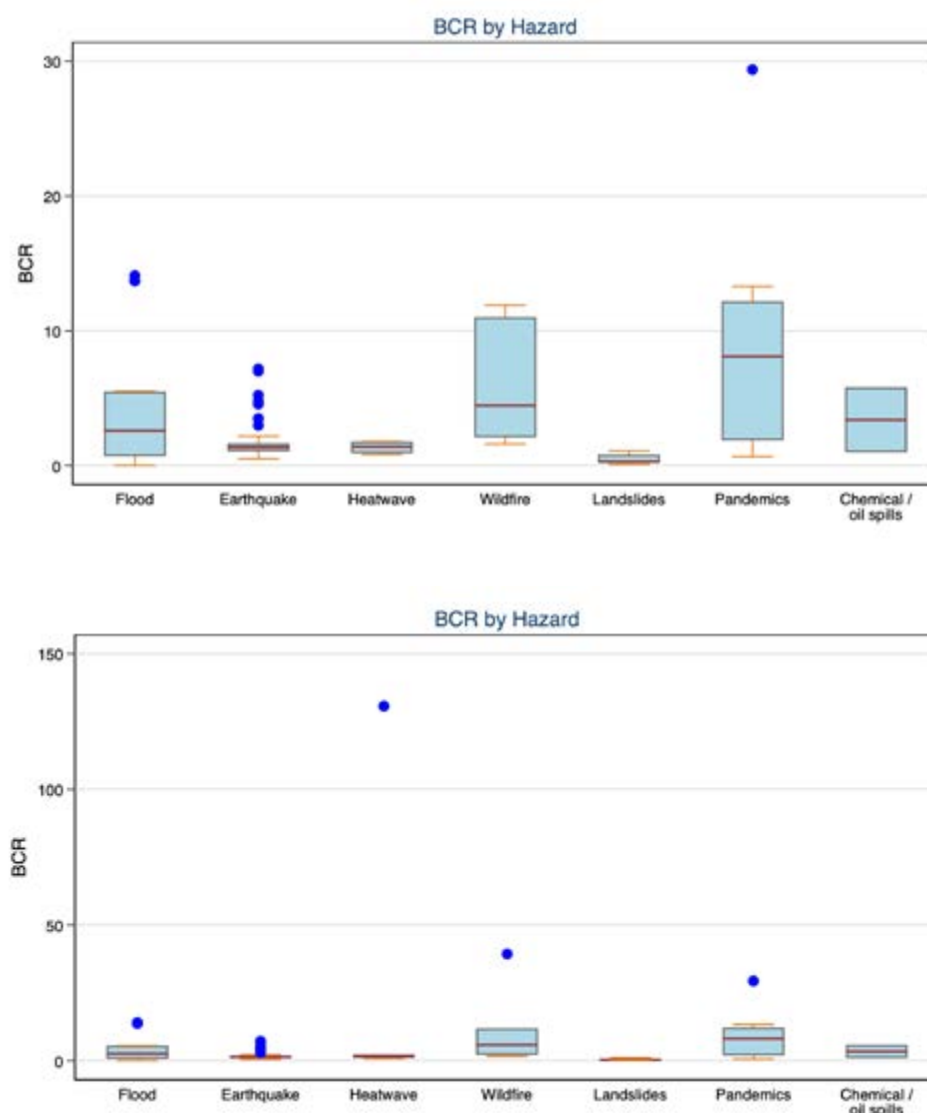 BCR by Hazard
30
20
10
0
BCR
Flood
Earthquake
Heatwave
Wildfire
Landslides
Pandemics
Chemical /
oil spills
BCR by Hazard
150
100
50
0
BCR
Flood
Earthquake
Heatwave
Wildfire
Landslides
Pandemics
Chemical /
oil spills